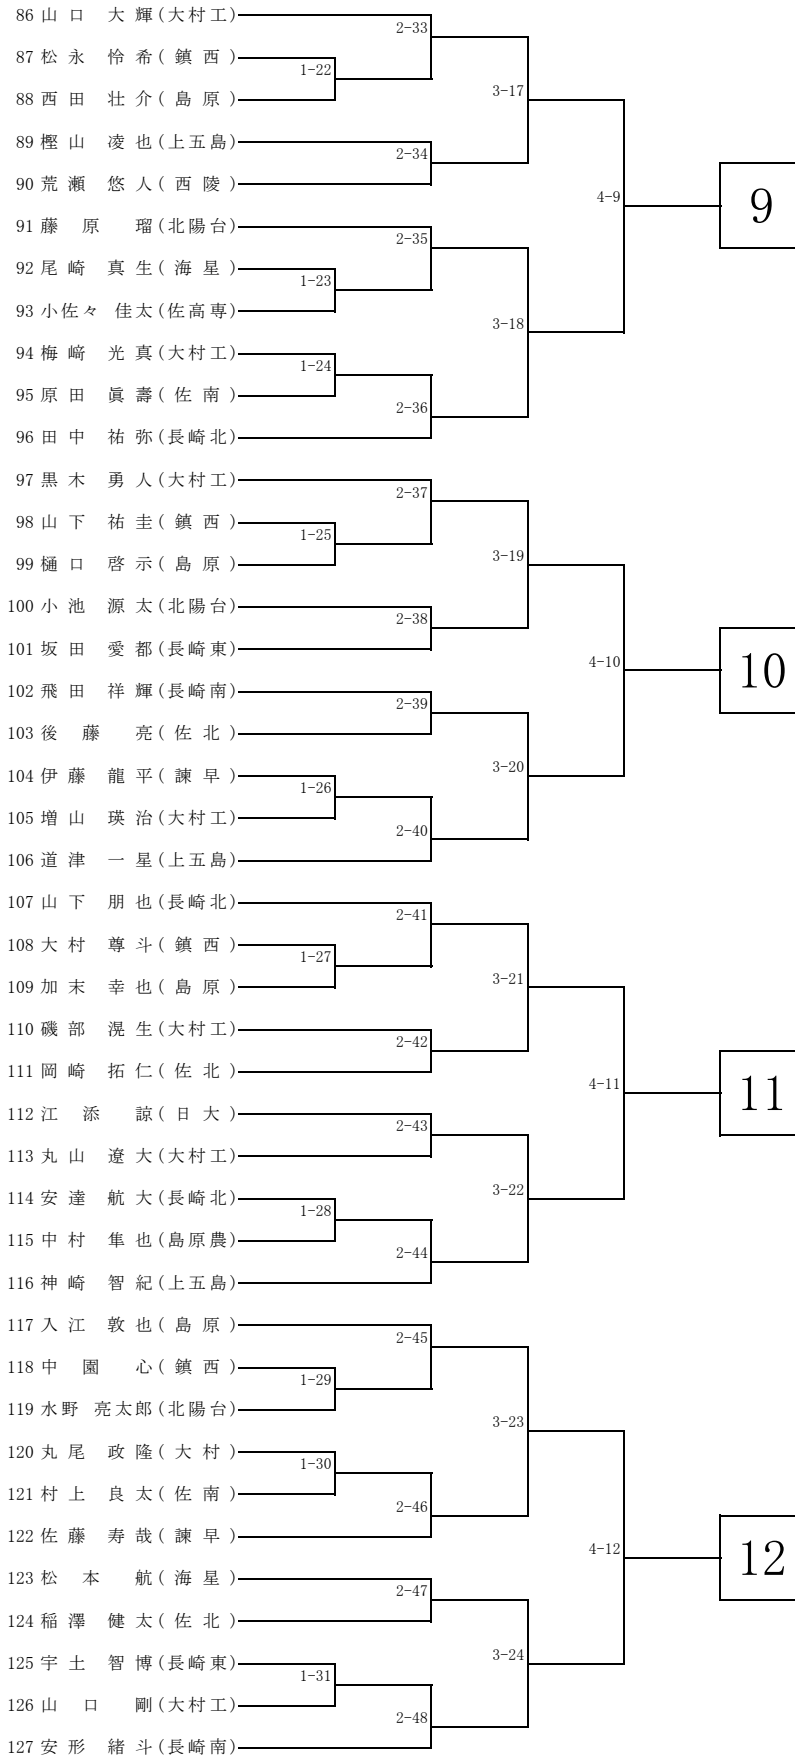 86 山口 大輝(大村工)
2-33
87 松永 怜希(鎮西)
1-22
3-17
88 西田 壮介(島原)
89 樫山 凌也(上五島)
2-34
90 荒瀬 悠人(西陵)
4-9
9
91 藤原 瑠(北陽台)
2-35
92 尾崎 真生(海星)
1-23
93 小佐々 佳太(佐高専)
3-18
94 梅﨑 光真(大村工)
1-24
95 原田 眞壽(佐南)
2-36
96 田中 祐弥(長崎北)
97 黒木 勇人(大村工)
2-37
98 山下 祐圭(鎮西)
1-25
3-19
99 樋口 啓示(島原)
100 小池 源太(北陽台)
2-38
101 坂田 愛都(長崎東)
4-10
10
102 飛田 祥輝(長崎南)
2-39
103 後藤 亮(佐北)
3-20
104 伊藤 龍平(諫早)
1-26
105 増山 瑛治(大村工)
2-40
106 道津 一星(上五島)
107 山下 朋也(長崎北)
2-41
108 大村 尊斗(鎮西)
1-27
3-21
109 加末 幸也(島原)
110 磯部 滉生(大村工)
2-42
111 岡崎 拓仁(佐北)
4-11
11
112 江添 諒(日大)
2-43
113 丸山 遼大(大村工)
3-22
114 安達 航大(長崎北)
1-28
115 中村 隼也(島原農)
2-44
116 神崎 智紀(上五島)
117 入江 敦也(島原)
2-45
118 中園 心(鎮西)
1-29
119 水野 亮太郎(北陽台)
3-23
120 丸尾 政隆(大村)
1-30
121 村上 良太(佐南)
2-46
122 佐藤 寿哉(諫早)
4-12
12
123 松本 航(海星)
2-47
124 稲澤 健太(佐北)
3-24
125 宇土 智博(長崎東)
1-31
126 山口 剛(大村工)
2-48
127 安形 緒斗(長崎南)